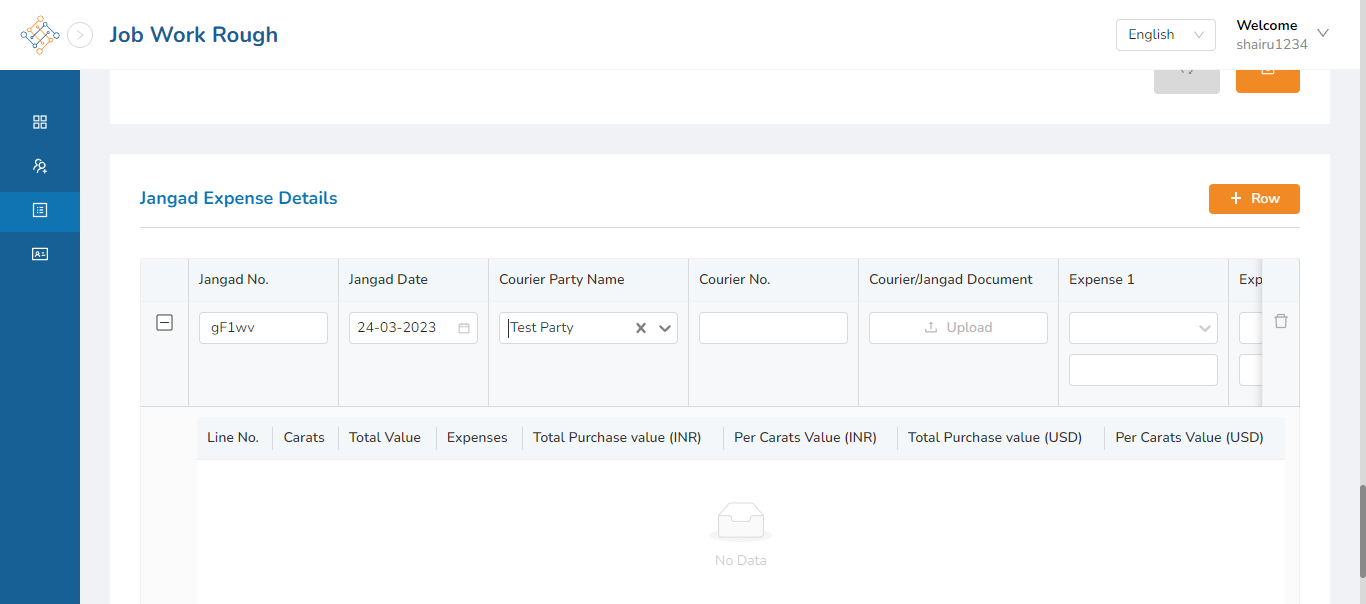 Job Work Rough
English
Welcome
shairu1234
Jangad Expense Details
+ Row
Jangad No. Jangad Date Courier Party Name Courier No. Courier/Jangad Document Expense 1 Exp
gF1wv 24-03-2023 Test Party Upload
Line No. Carats Total Value Expenses Total Purchase value (INR) Per Carats Value (INR) Total Purchase value (USD) Per Carats Value (USD)
No Data